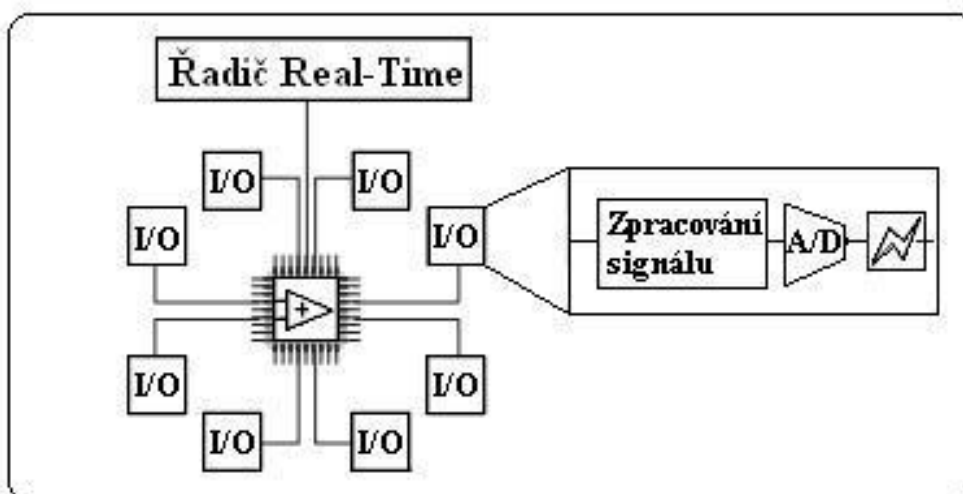 Řadič Real-Time
I/O
I/O
I/O
I/O
Zpracování
signálu
A/D
I/O
I/O
I/O
I/O